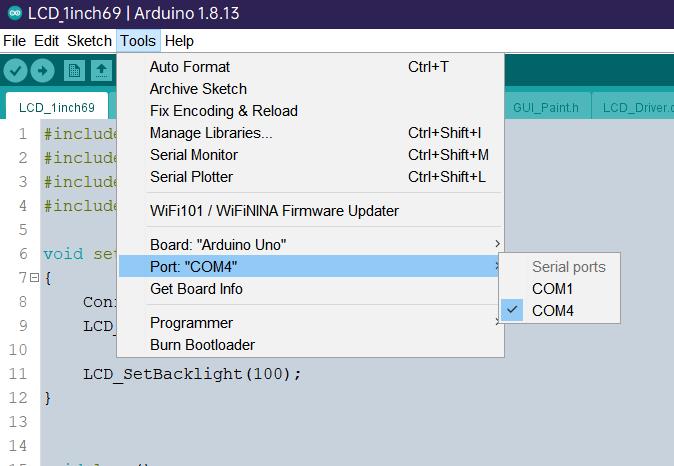 LCD_1inch69 | Arduino 1.8.13
File Edit Sketch Tools Help
Auto Format Ctrl+T
Archive Sketch
Fix Encoding & Reload
Manage Libraries... Ctrl+Shift+I
Serial Monitor Ctrl+Shift+M
Serial Plotter Ctrl+Shift+L
WiFi101 / WiFiNINA Firmware Updater
Board: "Arduino Uno"
Port: "COM4"
Get Board Info
Programmer
Burn Bootloader
Serial ports
COM1
COM4
LCD_1inch69 GUI_Paint.h LCD_Driver.c
1 #include
2 #include
3 #include
4 #include
5
6 void set
7 {
8 Con
9 LCD_
10
11 LCD_SetBacklight(100);
12 }
13
14